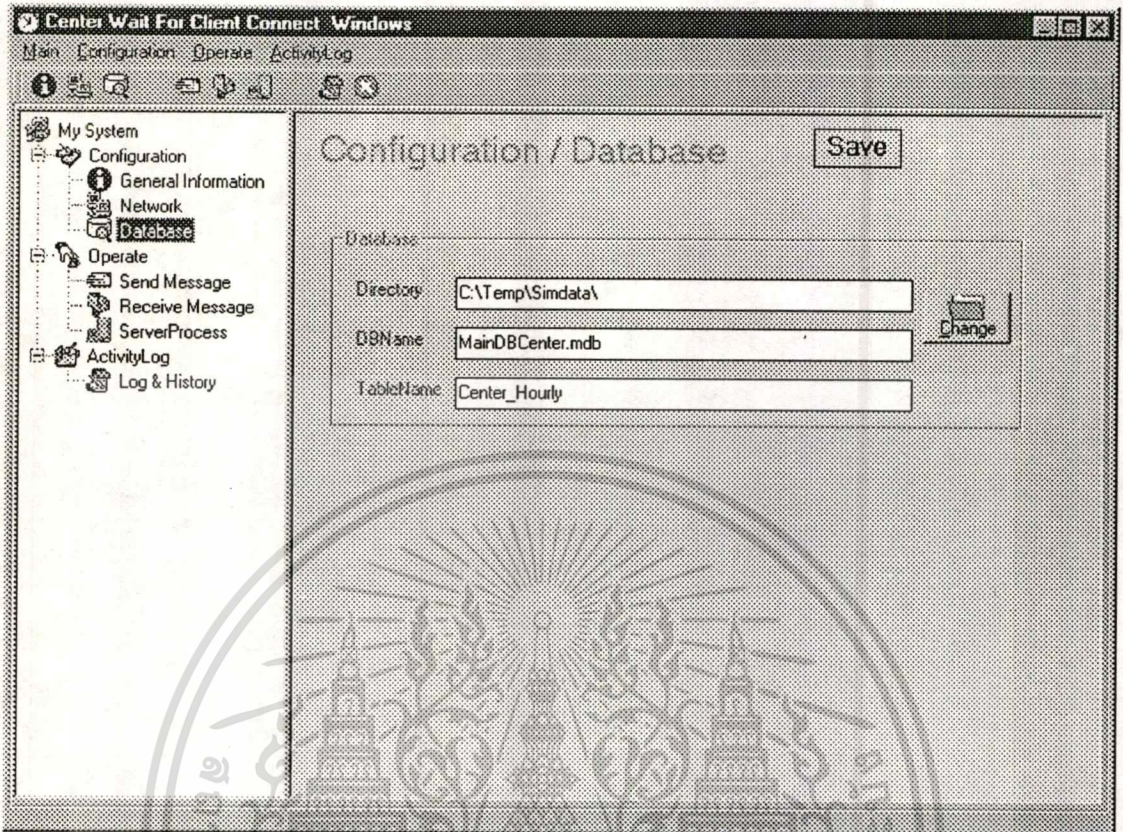 Center Wait For Client Connect Windows
Main Configuration Operate ActivityLog
My System
Configuration
General Information
Network
Database
Operate
Send Message
Receive Message
ServerProcess
ActivityLog
Log & History
Configuration / Database
Save
Database
Directory C:\Temp\Simdata\
DBName MainDBCenter.mdb
TableName Center_Hourly
Change